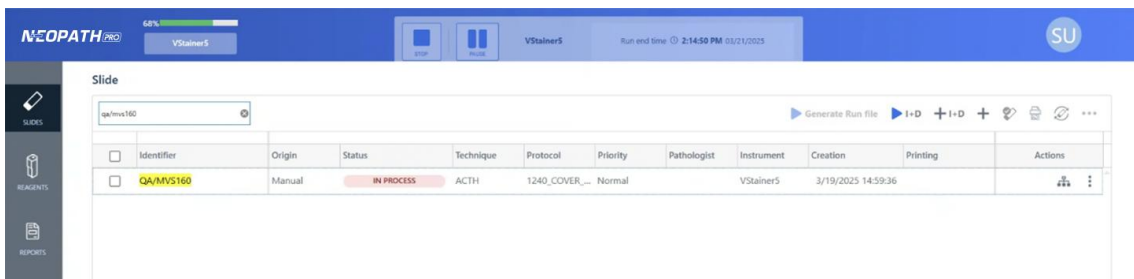 NEOPATH PRO
68%
VStainer5
STOP
PAUSE
VStainer5
Run end time 2:14:50 PM 03/21/2025
SU
SLIDES
REAGENTS
REPORTS
Slide
qa/mvs160
Generate Run file I+D I+D
Identifier Origin Status Technique Protocol Priority Pathologist Instrument Creation Printing Actions
QA/MVS160 Manual IN PROCESS ACTH 1240_COVER_... Normal VStainer5 3/19/2025 14:59:36